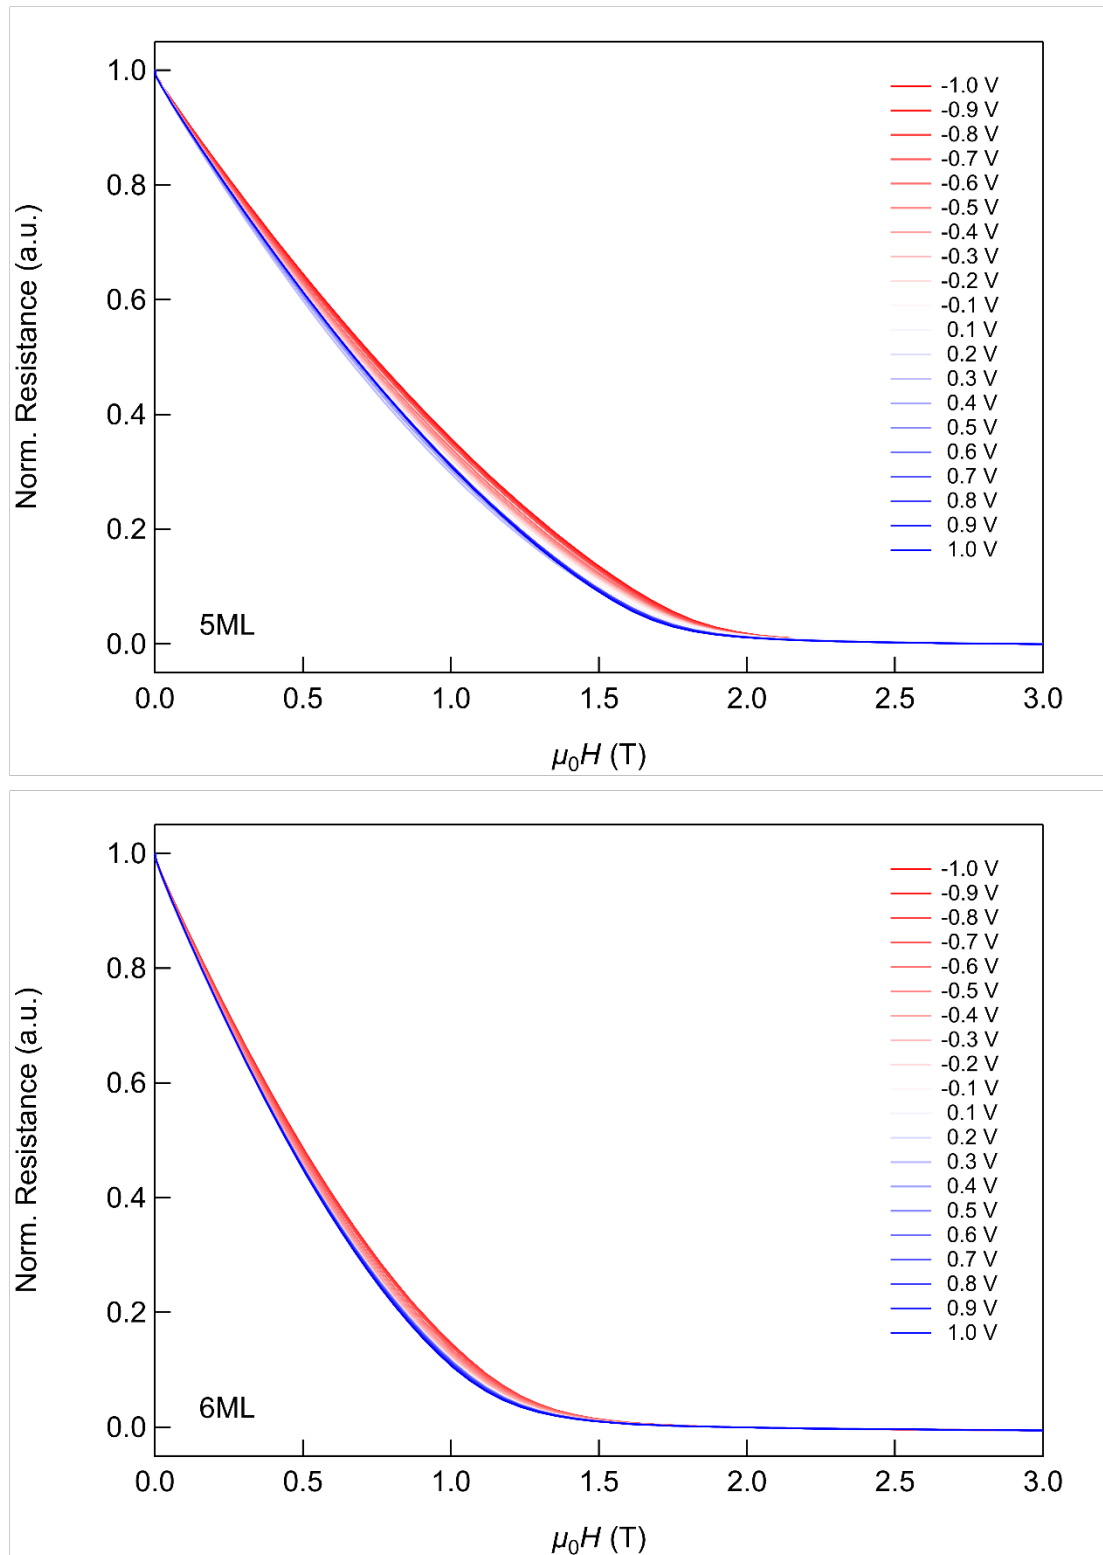 1.0
0.8
0.6
0.4
0.2
0.0
Norm. Resistance (a.u.)
-1.0 V
-0.9 V
-0.8 V
-0.7 V
-0.6 V
-0.5 V
-0.4 V
-0.3 V
-0.2 V
-0.1 V
0.1 V
0.2 V
0.3 V
0.4 V
0.5 V
0.6 V
0.7 V
0.8 V
0.9 V
1.0 V
5ML
0.0 0.5 1.0 1.5 2.0 2.5 3.0
μ₀H (T)
1.0
0.8
0.6
0.4
0.2
0.0
Norm. Resistance (a.u.)
-1.0 V
-0.9 V
-0.8 V
-0.7 V
-0.6 V
-0.5 V
-0.4 V
-0.3 V
-0.2 V
-0.1 V
0.1 V
0.2 V
0.3 V
0.4 V
0.5 V
0.6 V
0.7 V
0.8 V
0.9 V
1.0 V
6ML
0.0 0.5 1.0 1.5 2.0 2.5 3.0
μ₀H (T)